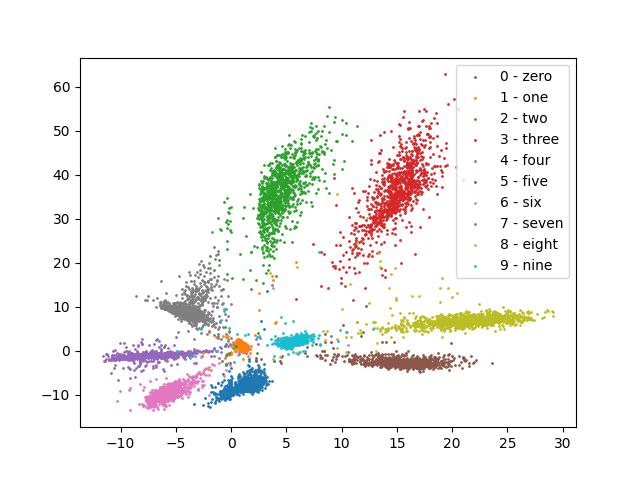 60
50
40
30
20
10
0
−10
−10
−5
0
5
10
15
20
25
30
0 - zero
1 - one
2 - two
3 - three
4 - four
5 - five
6 - six
7 - seven
8 - eight
9 - nine